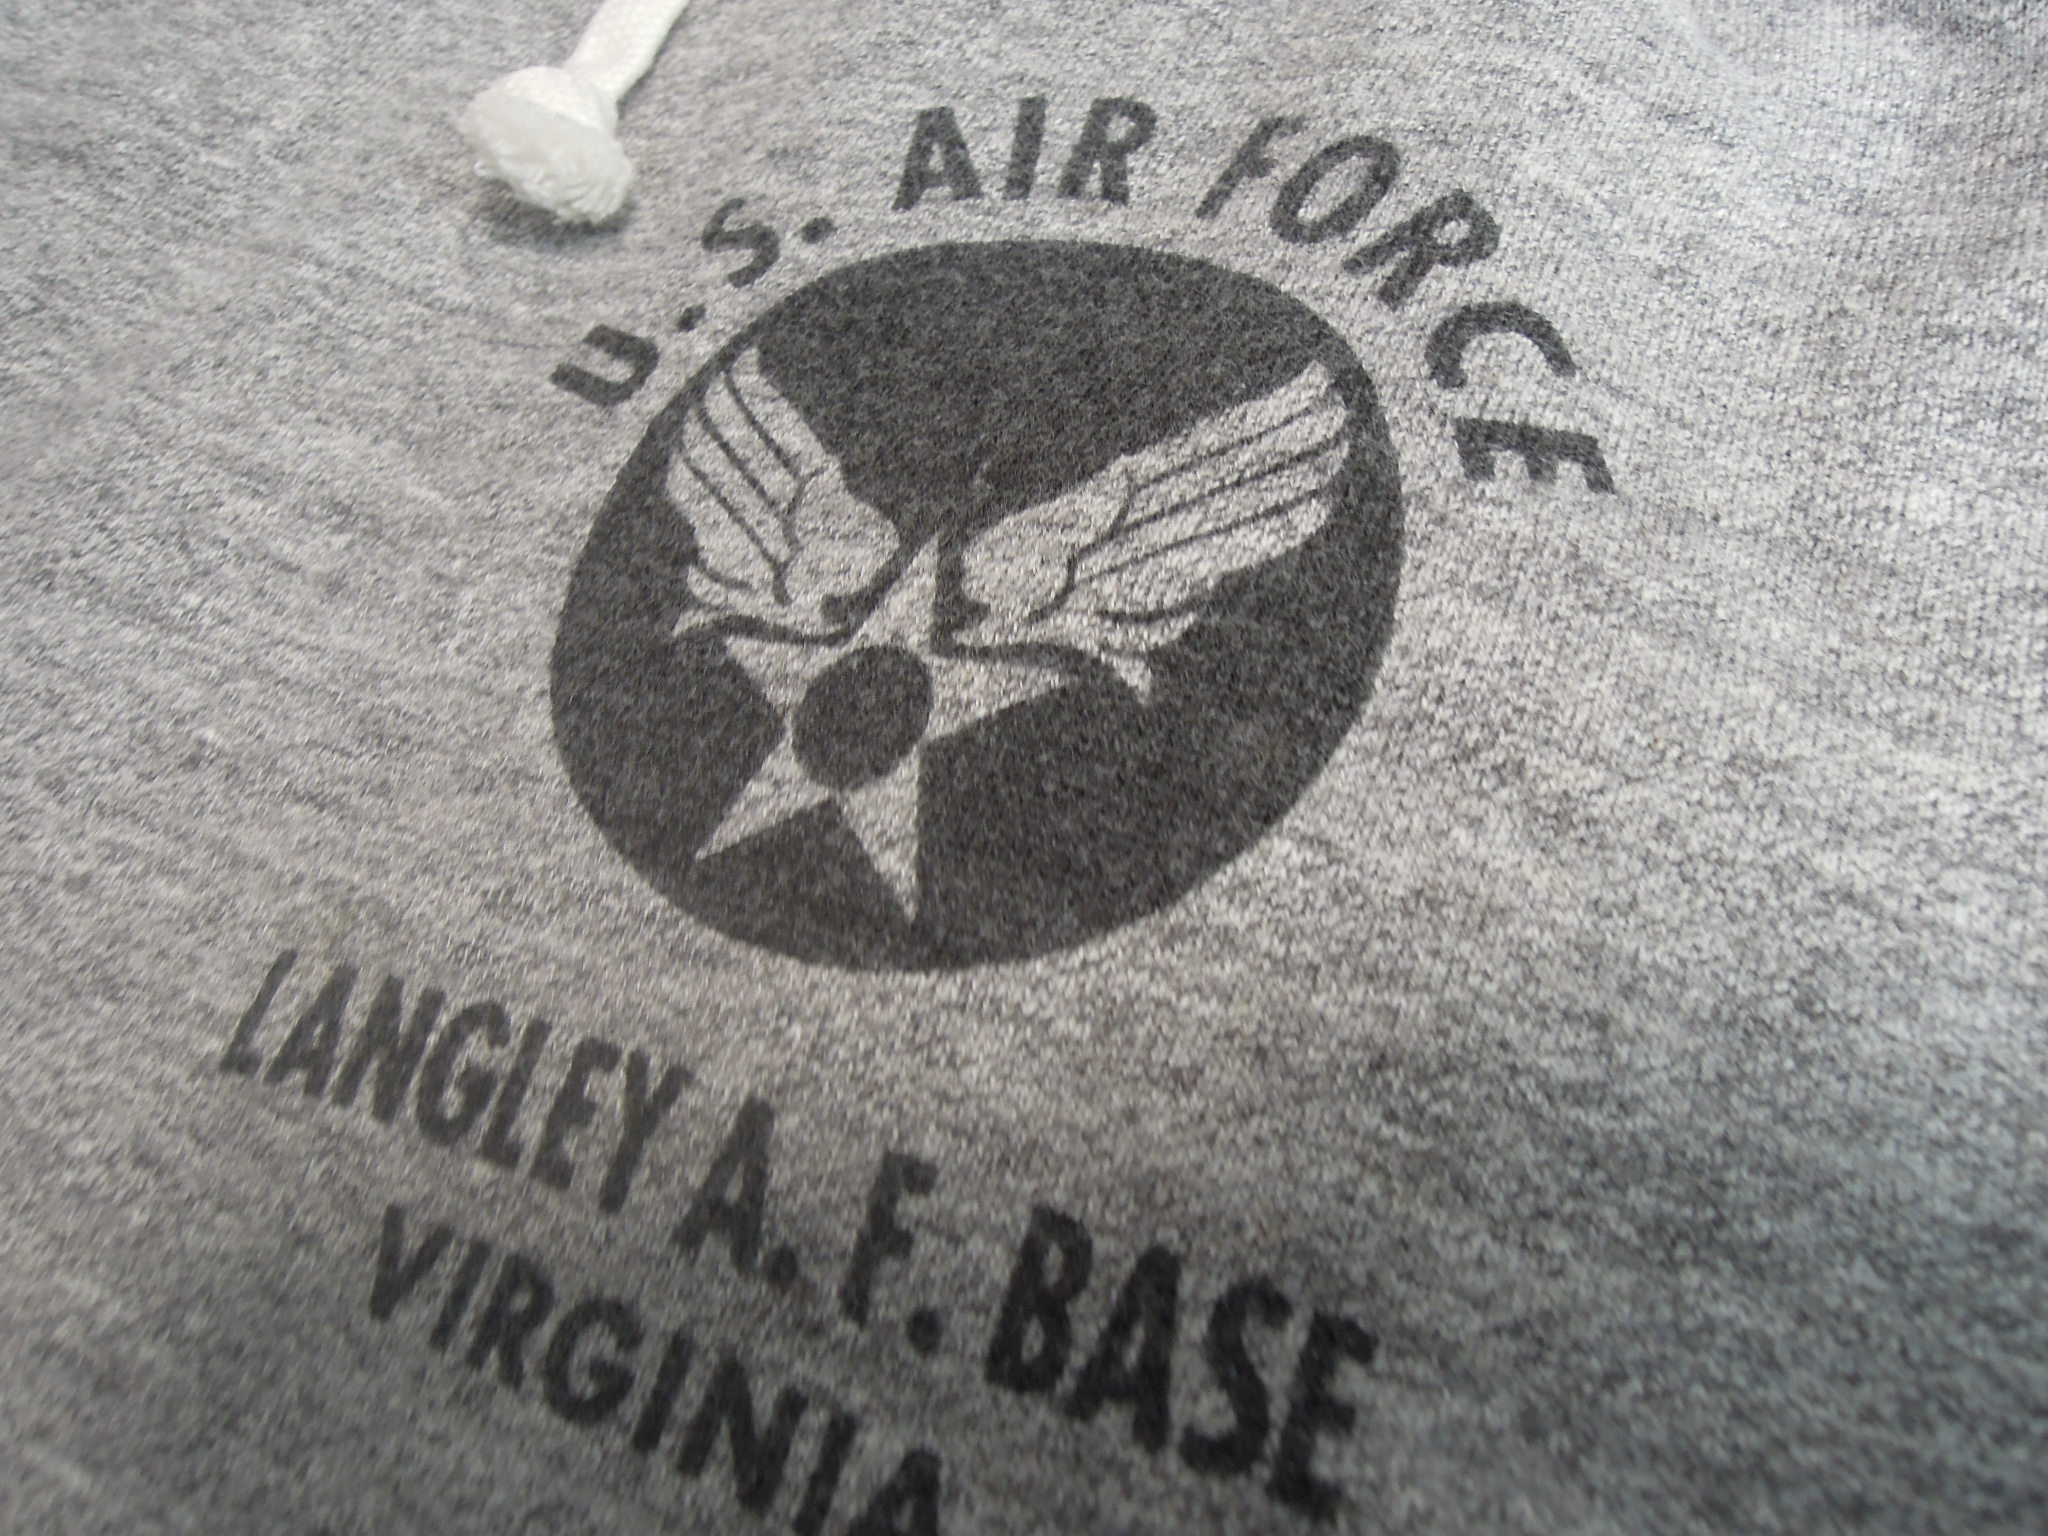 U.S. AIR FORCE
LANGLEY A.F. BASE
VIRGINIA